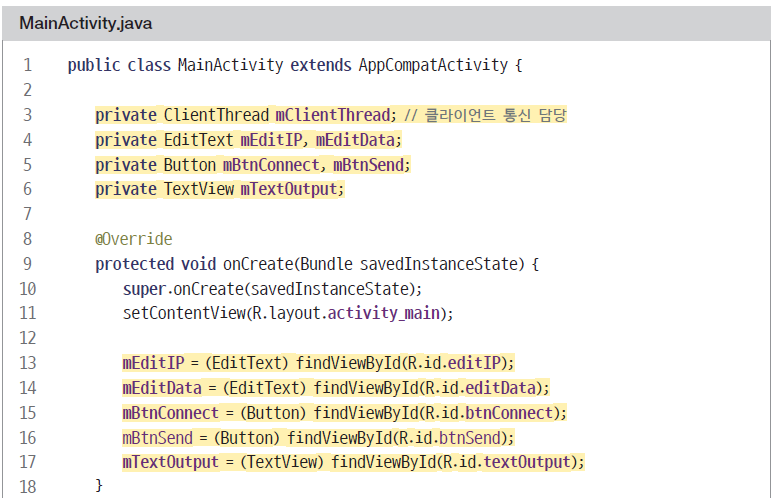 MainActivity.java
1 public class MainActivity extends AppCompatActivity {
2
3 private ClientThread mClientThread; // 클라이언트 통신 담당
4 private EditText mEditIP, mEditData;
5 private Button mBtnConnect, mBtnSend;
6 private TextView mTextOutput;
7
8 @Override
9 protected void onCreate(Bundle savedInstanceState) {
10 super.onCreate(savedInstanceState);
11 setContentView(R.layout.activity_main);
12
13 mEditIP = (EditText) findViewById(R.id.editIP);
14 mEditData = (EditText) findViewById(R.id.editData);
15 mBtnConnect = (Button) findViewById(R.id.btnConnect);
16 mBtnSend = (Button) findViewById(R.id.btnSend);
17 mTextOutput = (TextView) findViewById(R.id.textOutput);
18 }